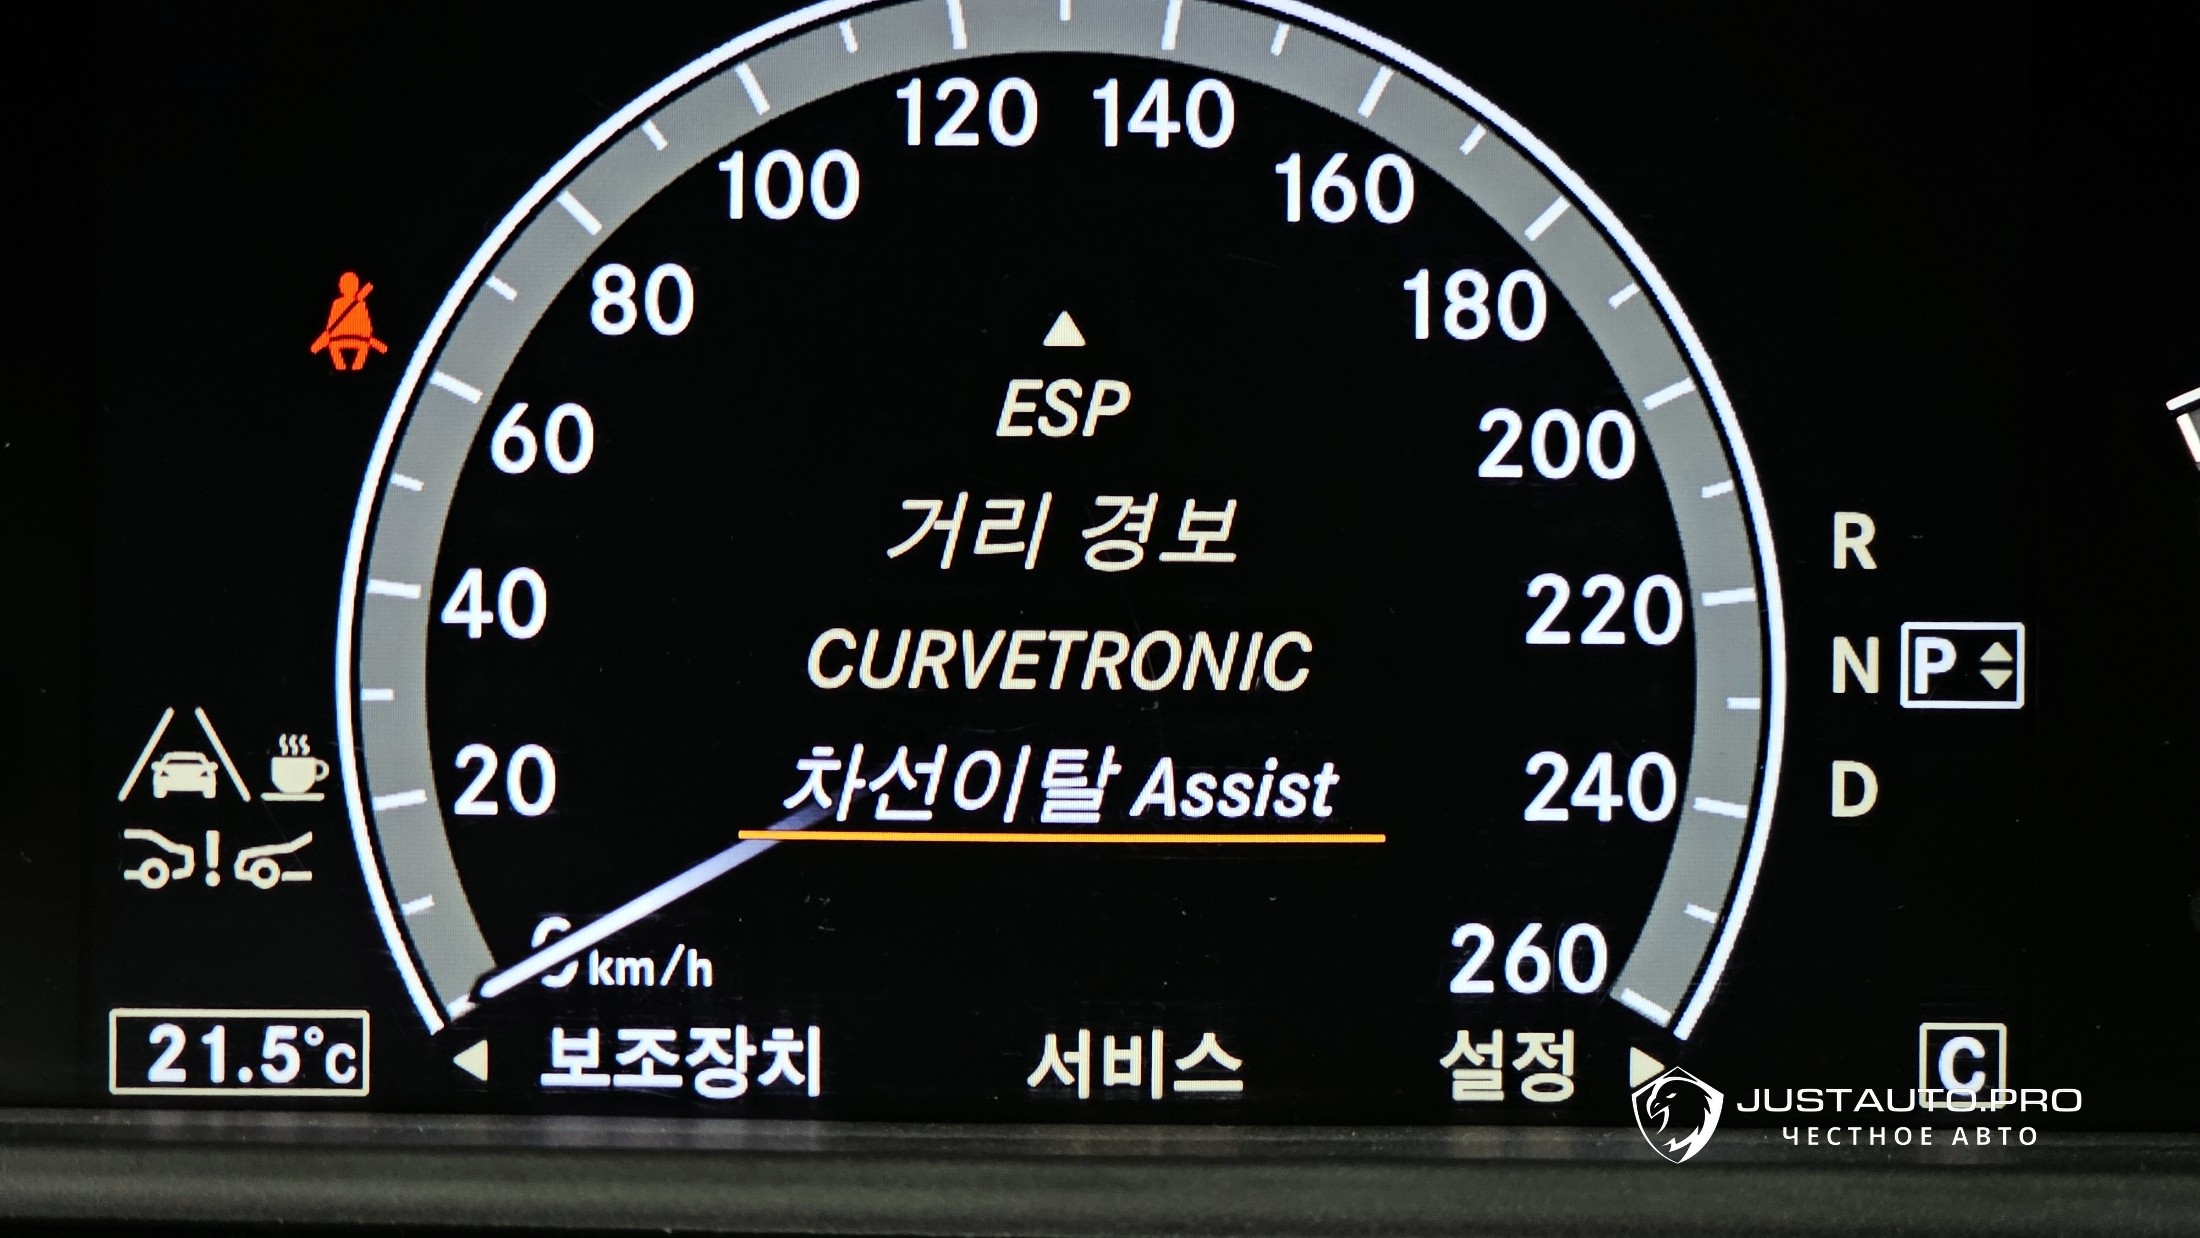 120 140
100 160
80 180
ESP
60 200
거리 경보
R
40 220
CURVETRONIC
N P
20 240
차선이탈 Assist
D
0 km/h 260
21.5°C
보조장치 서비스 설정
C
JUSTAUTO.PRO
ЧЕСТНОЕ АВТО